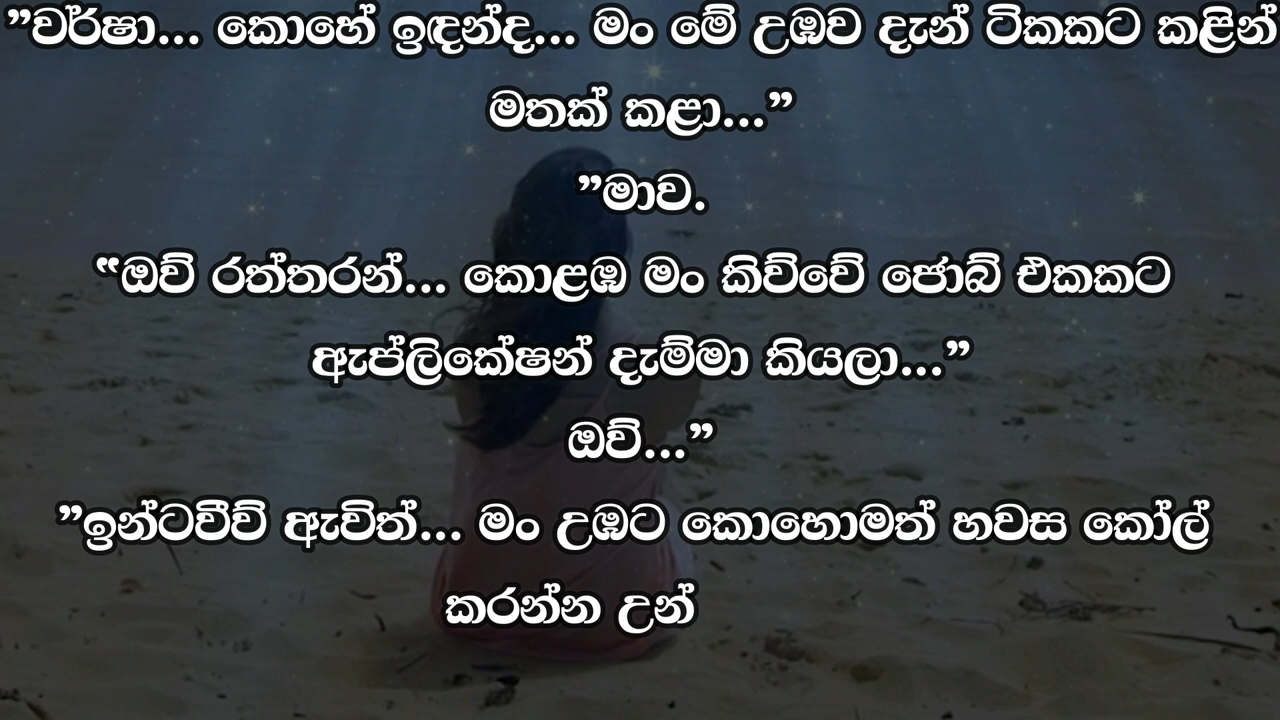 ”වර්ෂා... කොහේ ඉඳන්ද... මං මේ උඹව දැන් ටිකකට කළින්
මතක් කළා...”
”මාව.
“ඔව් රත්තරන්... කොළඹ මං කිව්වේ ජොබ් එකකට
ඇප්ලිකේෂන් දැම්මා කියලා...”
ඔව්...”
”ඉන්ටවීව් ඇවිත්... මං උඹට කොහොමත් හවස කෝල්
කරන්න උන්